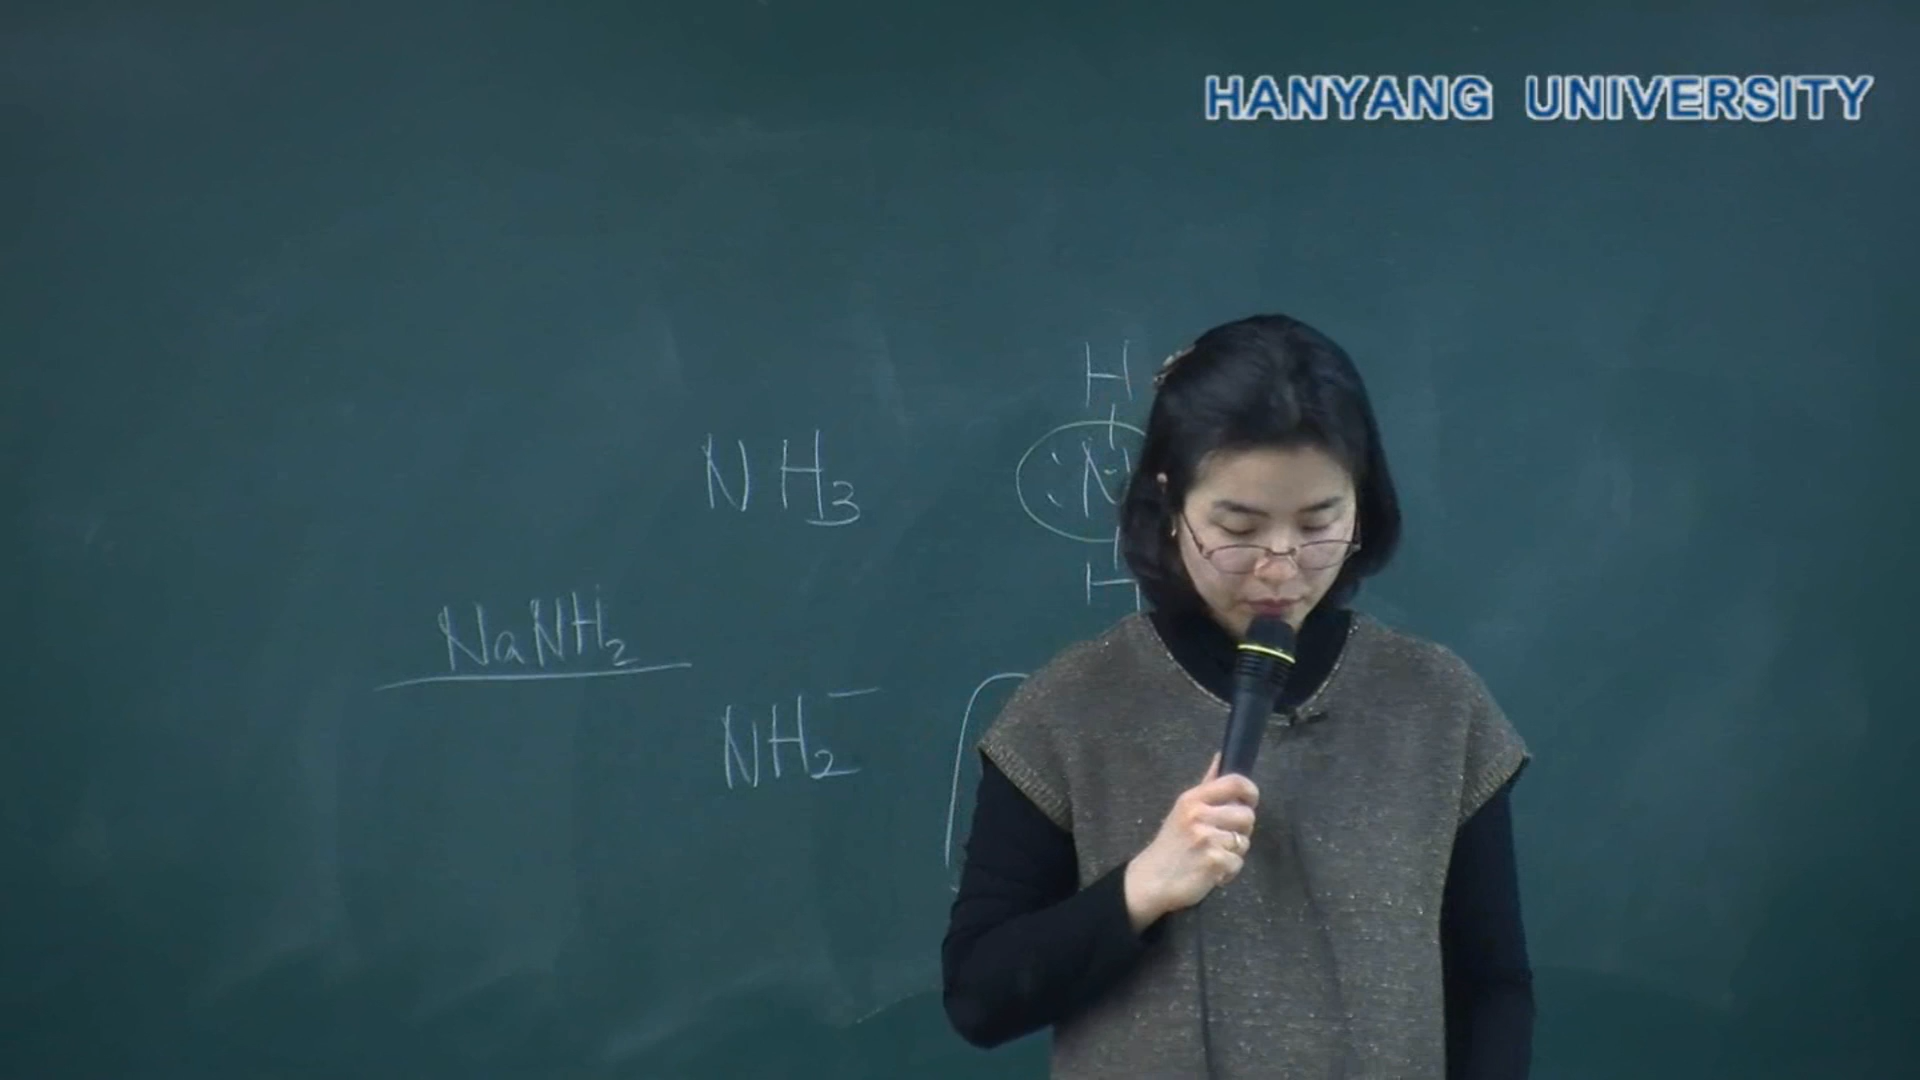 HANYANG UNIVERSITY
H
NH₃ :N
H
NaNH₂
NH₂⁻